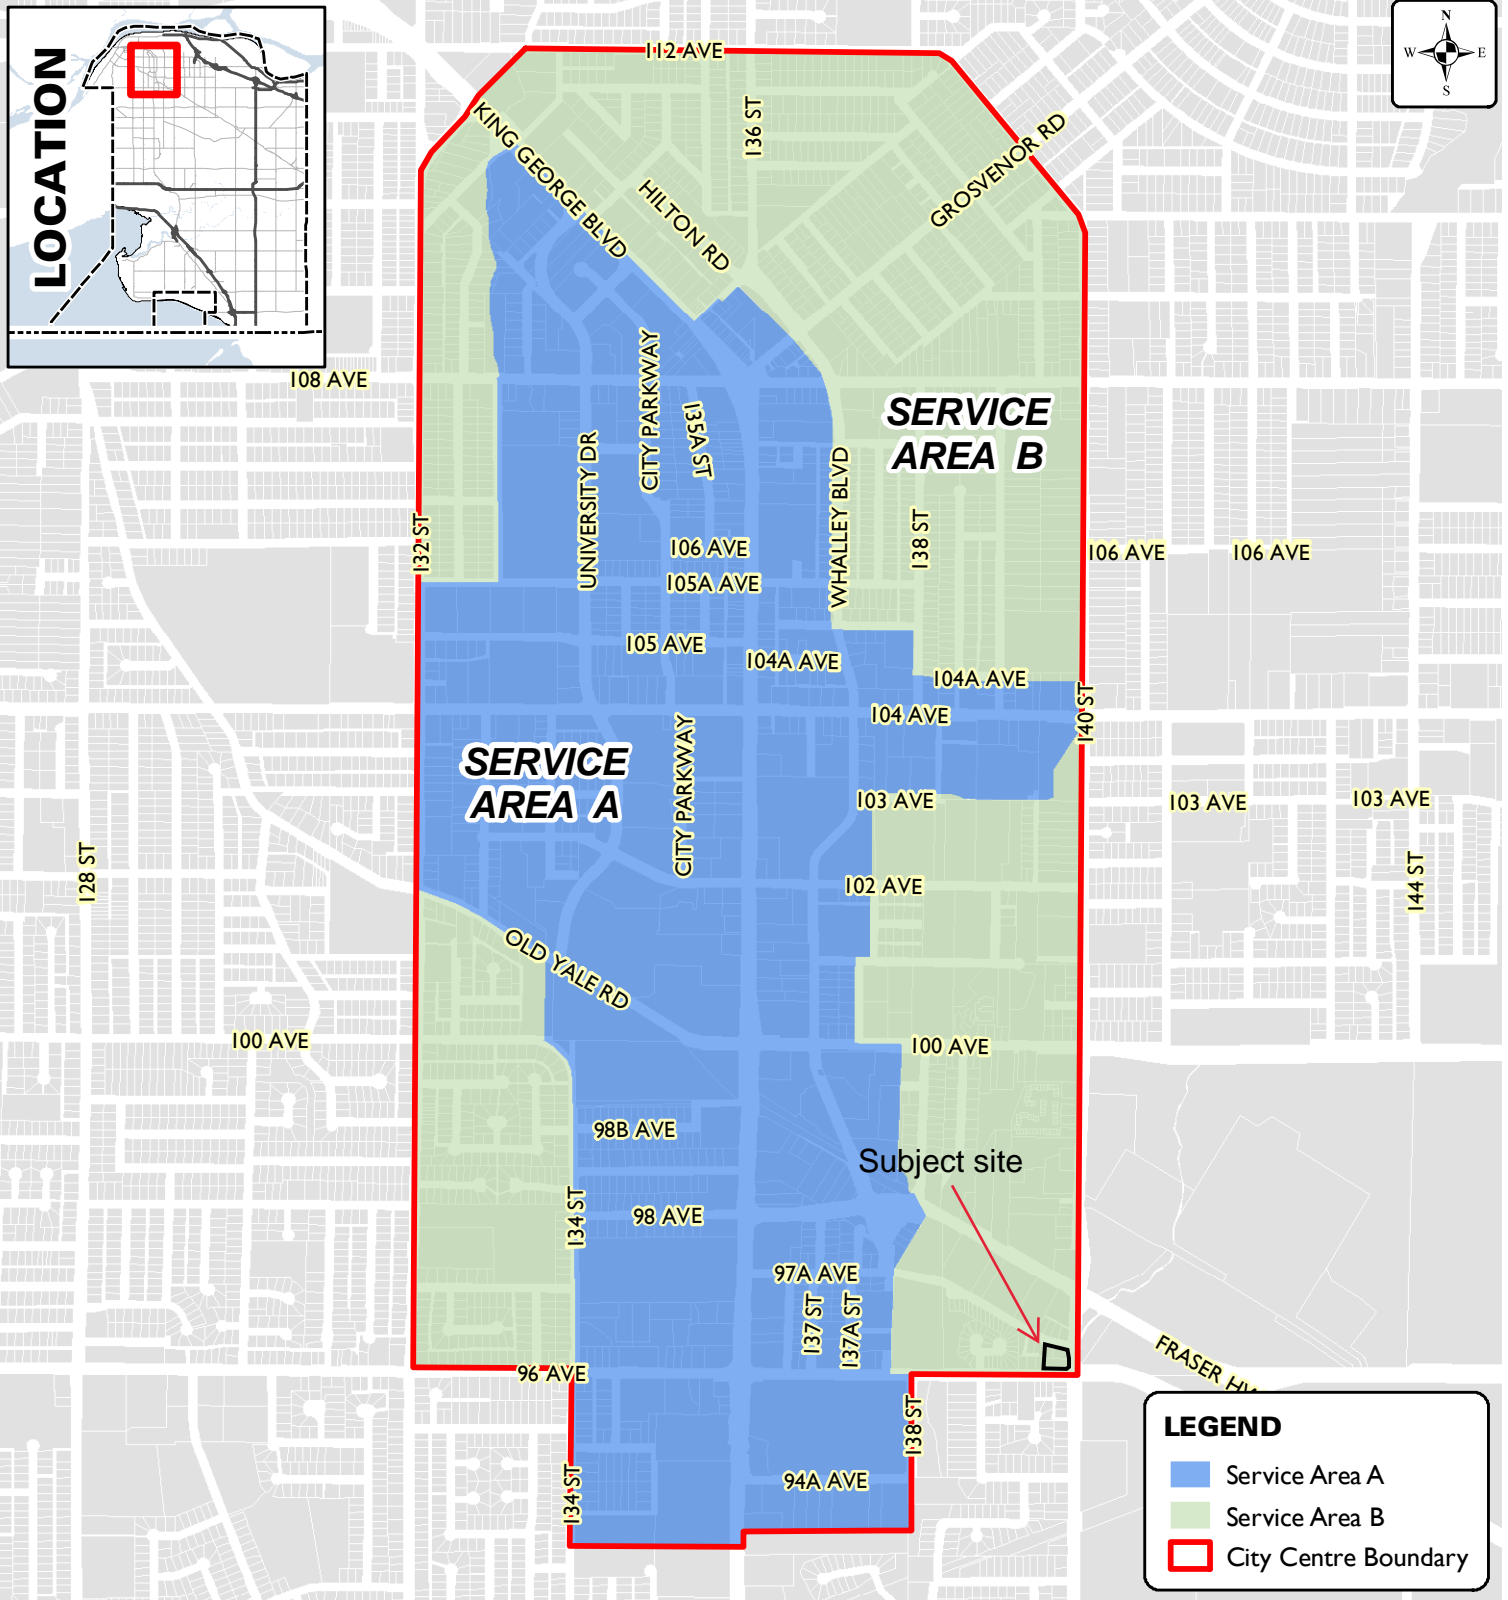 LOCATION
N
W
E
S
112 AVE
KING GEORGE BLVD
HILTON RD
136 ST
GROSVENOR RD
108 AVE
CITY PARKWAY
135A ST
UNIVERSITY DR
SERVICE
AREA B
WHALLEY BLVD
138 ST
132 ST
106 AVE
106 AVE
106 AVE
105A AVE
105 AVE
104A AVE
104A AVE
104 AVE
140 ST
SERVICE
AREA A
CITY PARKWAY
103 AVE
103 AVE
103 AVE
128 ST
102 AVE
144 ST
OLD YALE RD
100 AVE
100 AVE
98B AVE
Subject site
134 ST
98 AVE
97A AVE
137 ST
137A ST
96 AVE
FRASER HW
138 ST
134 ST
94A AVE
LEGEND
Service Area A
Service Area B
City Centre Boundary